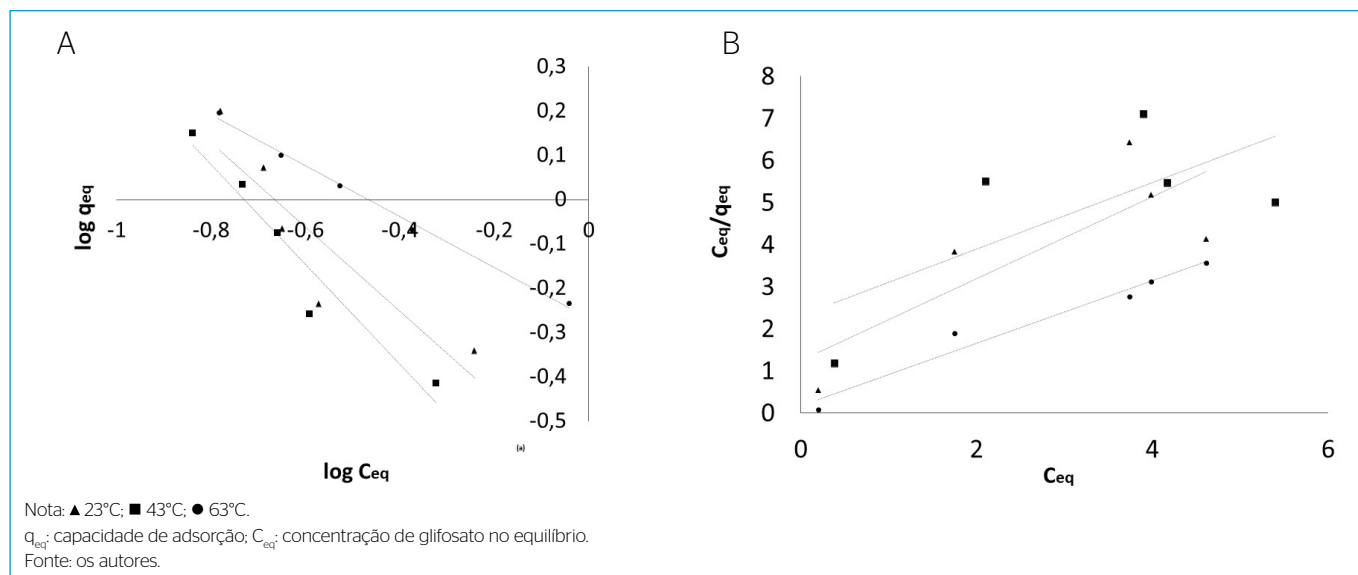 A
0,3
0,2
0,1
0
-0,1
-0,2
-0,3
-0,4
-0,5
-1
-0,8
-0,6
-0,4
-0,2
0
log qeq
(a)
log Ceq
B
8
7
6
5
4
3
2
1
0
0
2
4
6
Ceq/qeq
Ceq
Nota: ▲ 23°C; ■ 43°C; ● 63°C.
qeq: capacidade de adsorção; Ceq: concentração de glifosato no equilíbrio.
Fonte: os autores.